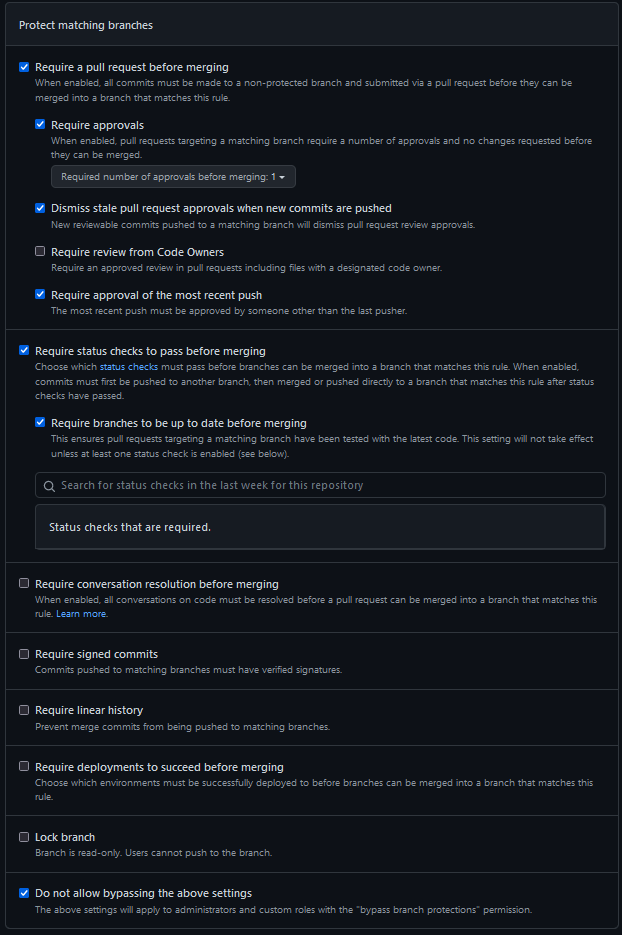 Protect matching branches
Require a pull request before merging
When enabled, all commits must be made to a non-protected branch and submitted via a pull request before they can be
merged into a branch that matches this rule.
Require approvals
When enabled, pull requests targeting a matching branch require a number of approvals and no changes requested before
they can be merged.
Required number of approvals before merging: 1
Dismiss stale pull request approvals when new commits are pushed
New reviewable commits pushed to a matching branch will dismiss pull request review approvals.
Require review from Code Owners
Require an approved review in pull requests including files with a designated code owner.
Require approval of the most recent push
The most recent push must be approved by someone other than the last pusher.
Require status checks to pass before merging
Choose which status checks must pass before branches can be merged into a branch that matches this rule. When enabled,
commits must first be pushed to another branch, then merged or pushed directly to a branch that matches this rule after status
checks have passed.
Require branches to be up to date before merging
This ensures pull requests targeting a matching branch have been tested with the latest code. This setting will not take effect
unless at least one status check is enabled (see below).
Search for status checks in the last week for this repository
Status checks that are required.
Require conversation resolution before merging
When enabled, all conversations on code must be resolved before a pull request can be merged into a branch that matches this
rule. Learn more.
Require signed commits
Commits pushed to matching branches must have verified signatures.
Require linear history
Prevent merge commits from being pushed to matching branches.
Require deployments to succeed before merging
Choose which environments must be successfully deployed to before branches can be merged into a branch that matches this
rule.
Lock branch
Branch is read-only. Users cannot push to the branch.
Do not allow bypassing the above settings
The above settings will apply to administrators and custom roles with the "bypass branch protections" permission.